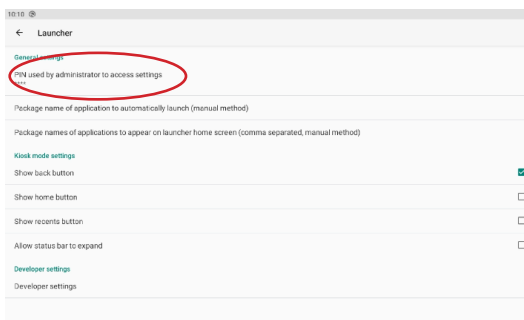 10:10
Launcher
General settings
PIN used by administrator to access settings
****
Package name of application to automatically launch (manual method)
Package names of applications to appear on launcher home screen (comma separated, manual method)
Kiosk mode settings
Show back button
Show home button
Show recents button
Allow status bar to expand
Developer settings
Developer settings